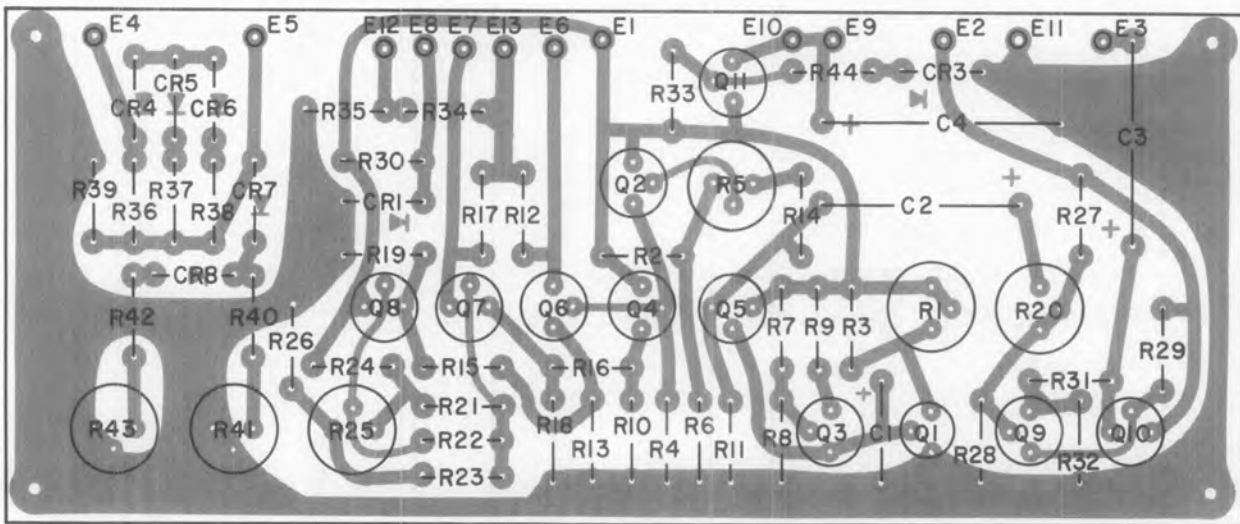 E4 E5 E12 E8 E7 E13 E6 E1 E10 E9 E2 E11 E3
CR5 R44 CR3
Q11
R33
CR4 CR6 R35 R34 C4
C3
R30
R39 R37 CR7 Q2 R5
R36 R38 CR1 R17 R12 R14 C2 R27
R19 R2
CR8
Q8 Q7 Q6 Q4 Q5 R1 R20
R42 R40 R7 R9 R3
R26 R29
R24 R15 R16 R31
R21
R43 R41 R25 R18 R10 R6 R8 Q3 C1 Q1 Q9 Q10
R22
R13 R4 R11 R28 R32
R23